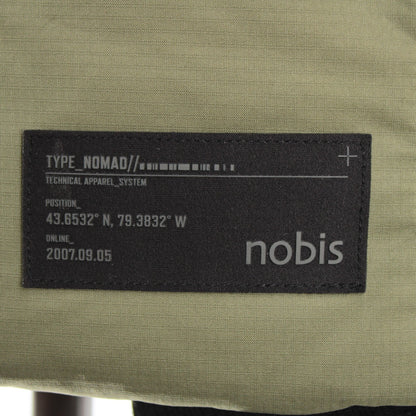 TYPE_NOMAD//
TECHNICAL APPAREL_SYSTEM
POSITION_
43.6532° N, 79.3832° W
ONLINE_
2007.09.05
nobis